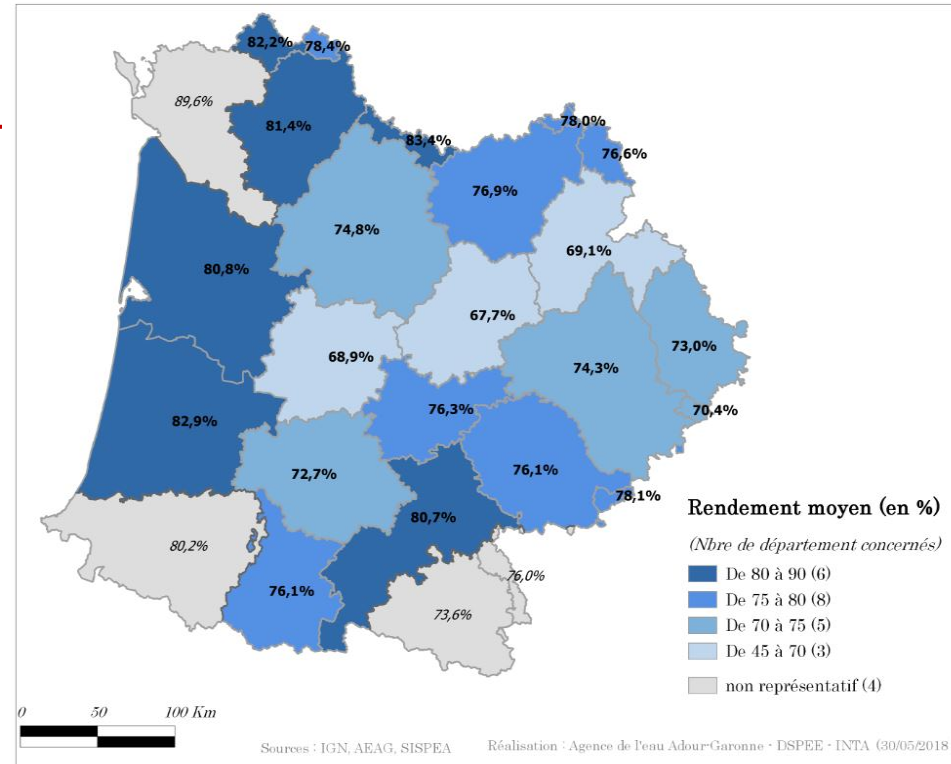 82,2%
78,4%
89,6%
81,4%
83,4%
78,0%
76,6%
76,9%
74,8%
69,1%
80,8%
67,7%
73,0%
68,9%
74,3%
76,3%
70,4%
82,9%
72,7%
76,1%
78,1%
80,7%
80,2%
76,0%
76,1%
73,6%
Rendement moyen (en %)
(Nbre de département concernés)
De 80 à 90 (6)
De 75 à 80 (8)
De 70 à 75 (5)
De 45 à 70 (3)
non représentatif (4)
0 50 100 Km
Sources : IGN, AEAG, SISPEA
Réalisation : Agence de l'eau Adour-Garonne - DSPEE - INTA (30/05/2018